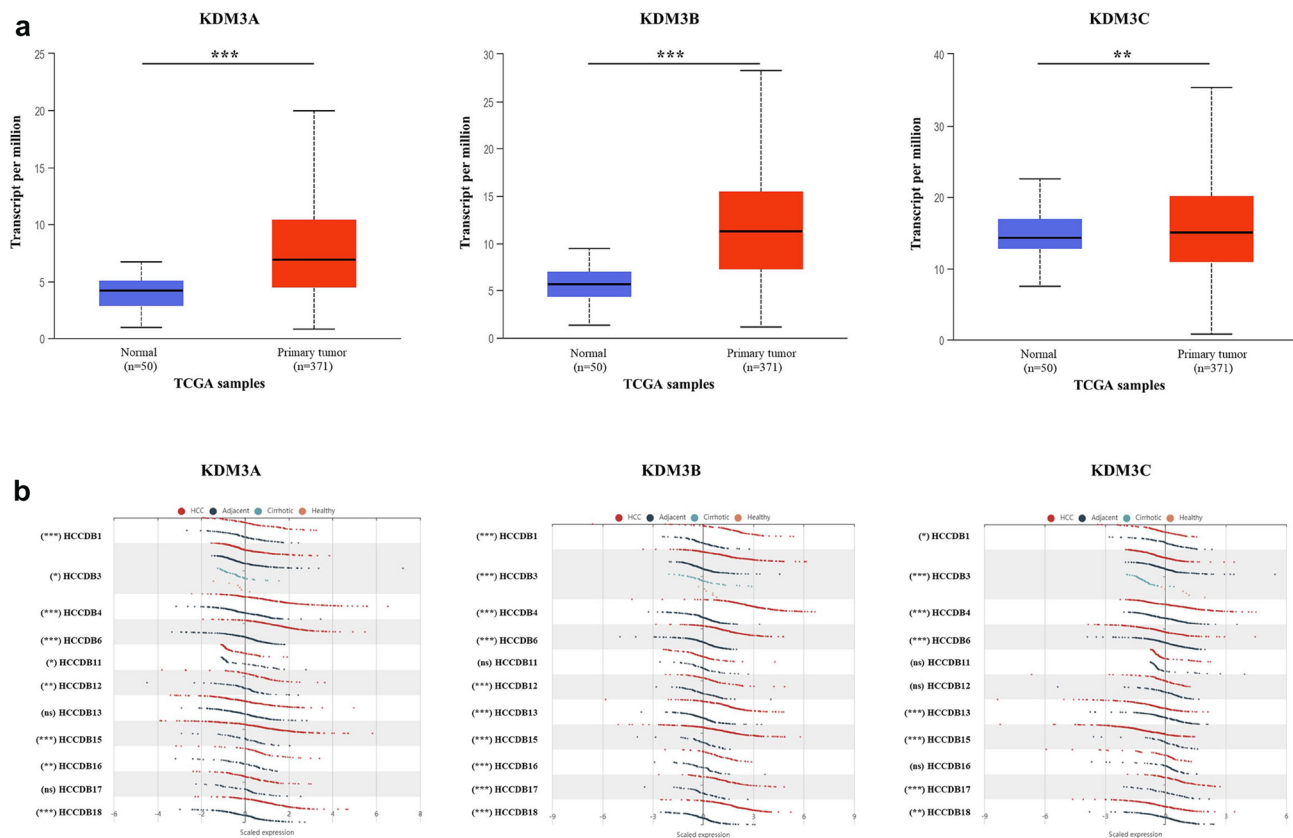 a
KDM3A
KDM3B
KDM3C
***
***
**
Transcript per million
25
20
15
10
5
0
Transcript per million
30
25
20
15
10
5
0
Transcript per million
40
30
20
10
0
Normal
(n=50)
Primary tumor
(n=371)
TCGA samples
Normal
(n=50)
Primary tumor
(n=371)
TCGA samples
Normal
(n=50)
Primary tumor
(n=371)
TCGA samples
b
KDM3A
KDM3B
KDM3C
HCC Adjacent Cirrhotic Healthy
(***) HCCDB1
(*) HCCDB3
(***) HCCDB4
(***) HCCDB6
(*) HCCDB11
(**) HCCDB12
(ns) HCCDB13
(***) HCCDB15
(**) HCCDB16
(ns) HCCDB17
(***) HCCDB18
-6 -4 -2 0 2 4 6 8
Scaled expression
HCC Adjacent Cirrhotic Healthy
(***) HCCDB1
(***) HCCDB3
(***) HCCDB4
(***) HCCDB6
(ns) HCCDB11
(***) HCCDB12
(***) HCCDB13
(***) HCCDB15
(***) HCCDB16
(***) HCCDB17
(***) HCCDB18
-9 -6 -3 0 3 6 9
Scaled expression
HCC Adjacent Cirrhotic Healthy
(*) HCCDB1
(***) HCCDB3
(***) HCCDB4
(***) HCCDB6
(ns) HCCDB11
(ns) HCCDB12
(***) HCCDB13
(***) HCCDB15
(ns) HCCDB16
(***) HCCDB17
(**) HCCDB18
-9 -6 -3 0 3 6
Scaled expression